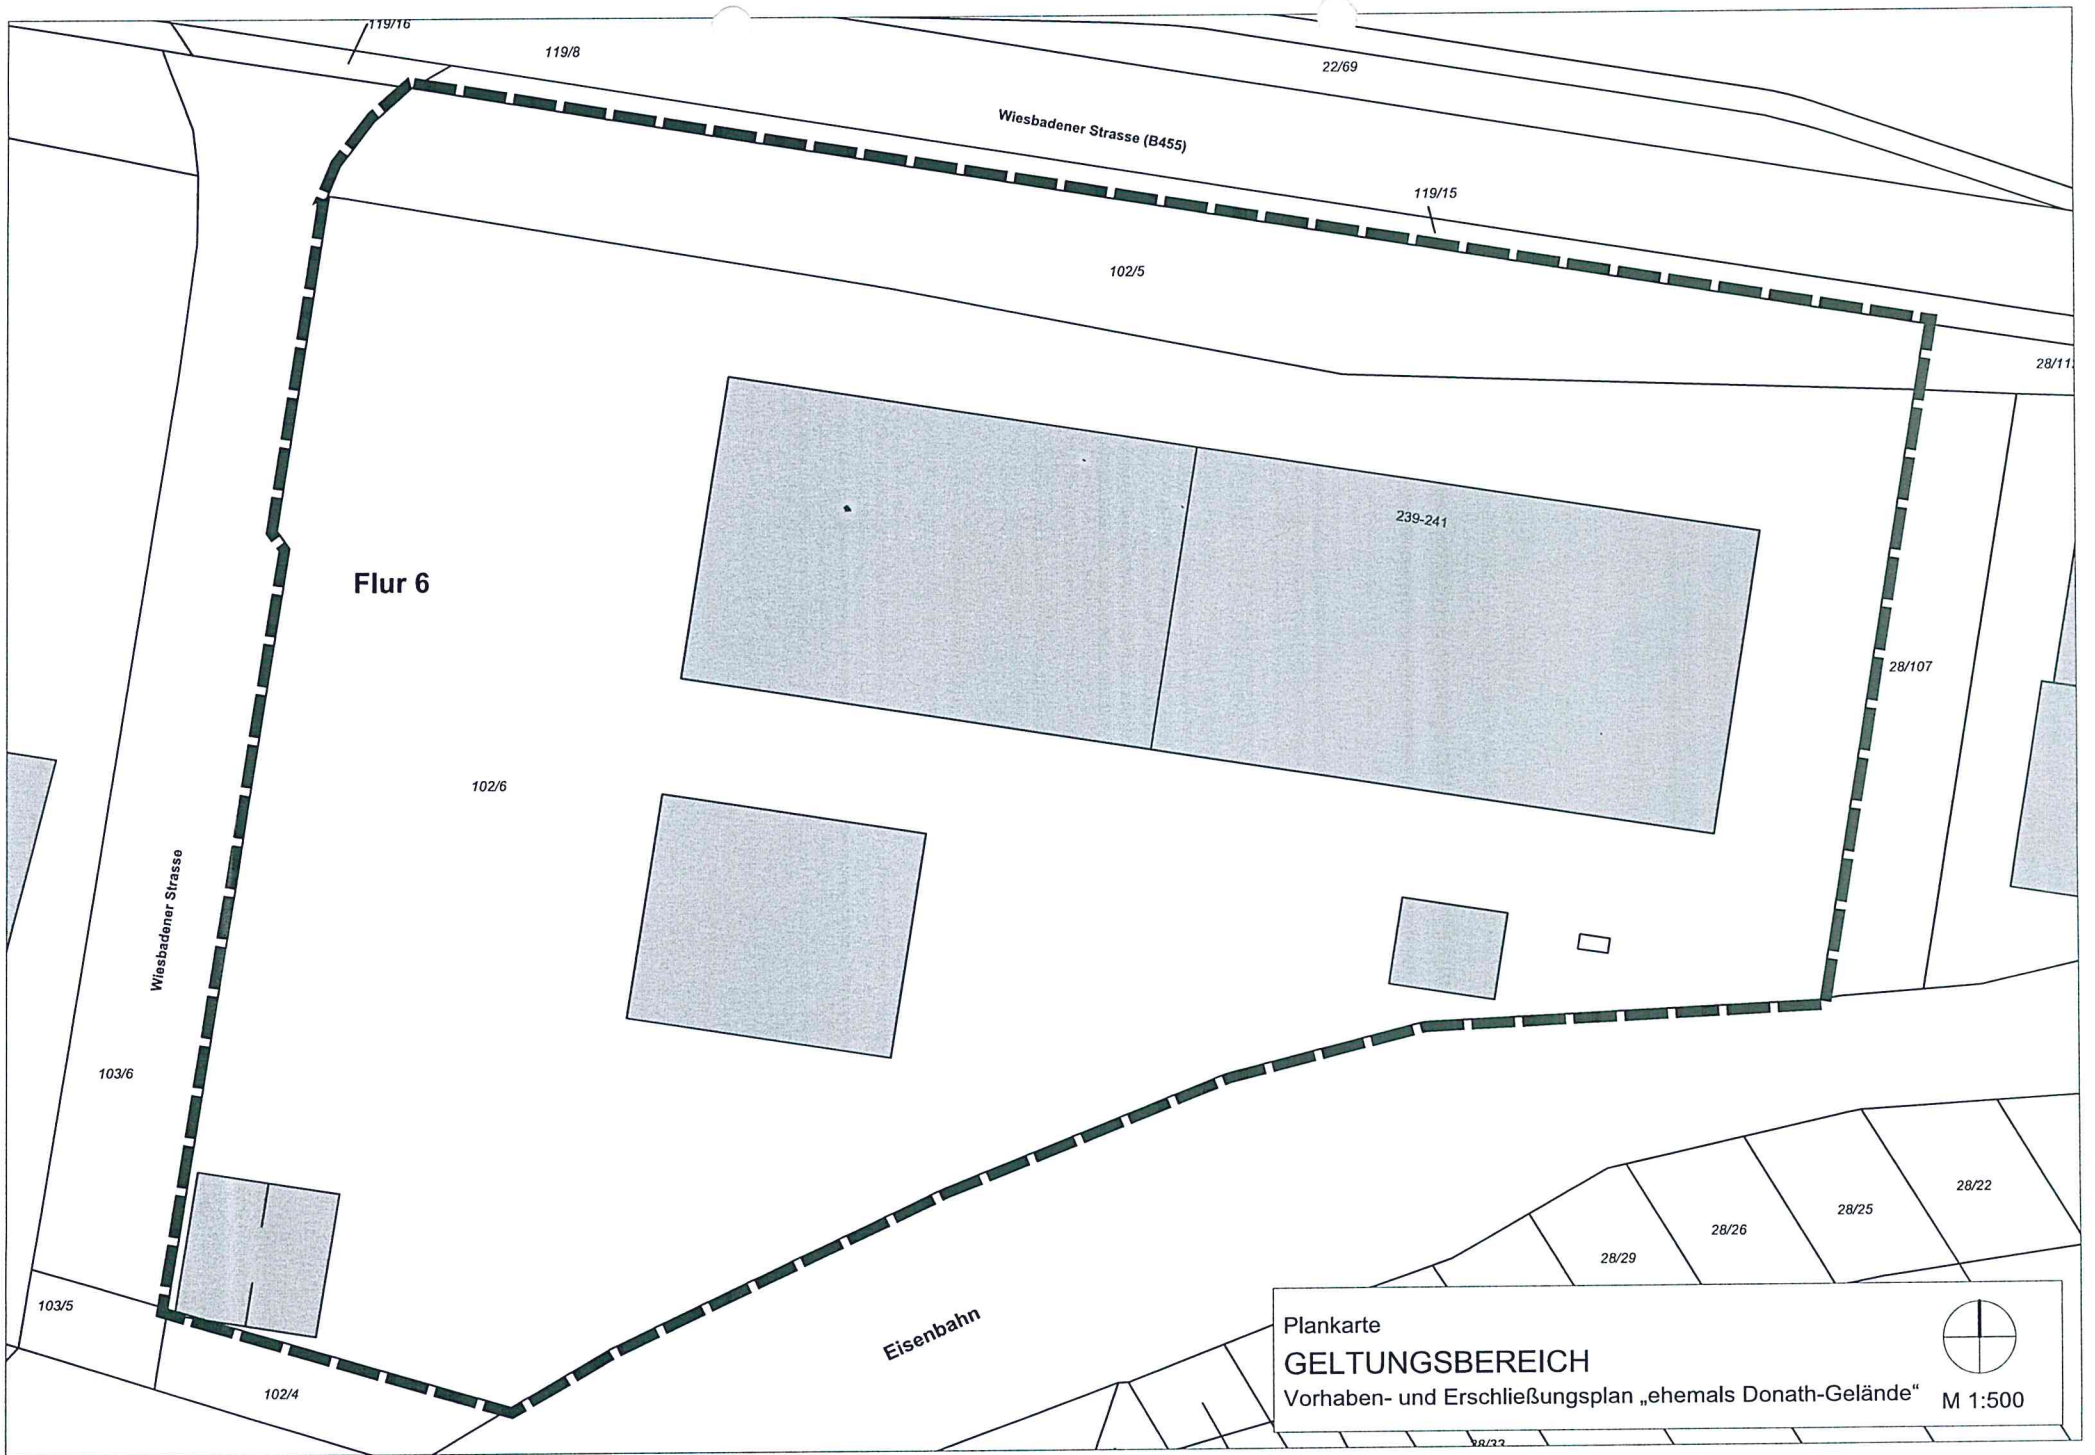 119/16
119/8
22/69
Wiesbadener Strasse (B455)
119/15
102/5
28/11
239-241
Flur 6
28/107
102/6
Wiesbadener Strasse
103/6
28/22
28/25
28/26
28/29
103/5
Eisenbahn
102/4
Plankarte
GELTUNGSBEREICH
Vorhaben- und Erschließungsplan „ehemals Donath-Gelände“
M 1:500
28/33